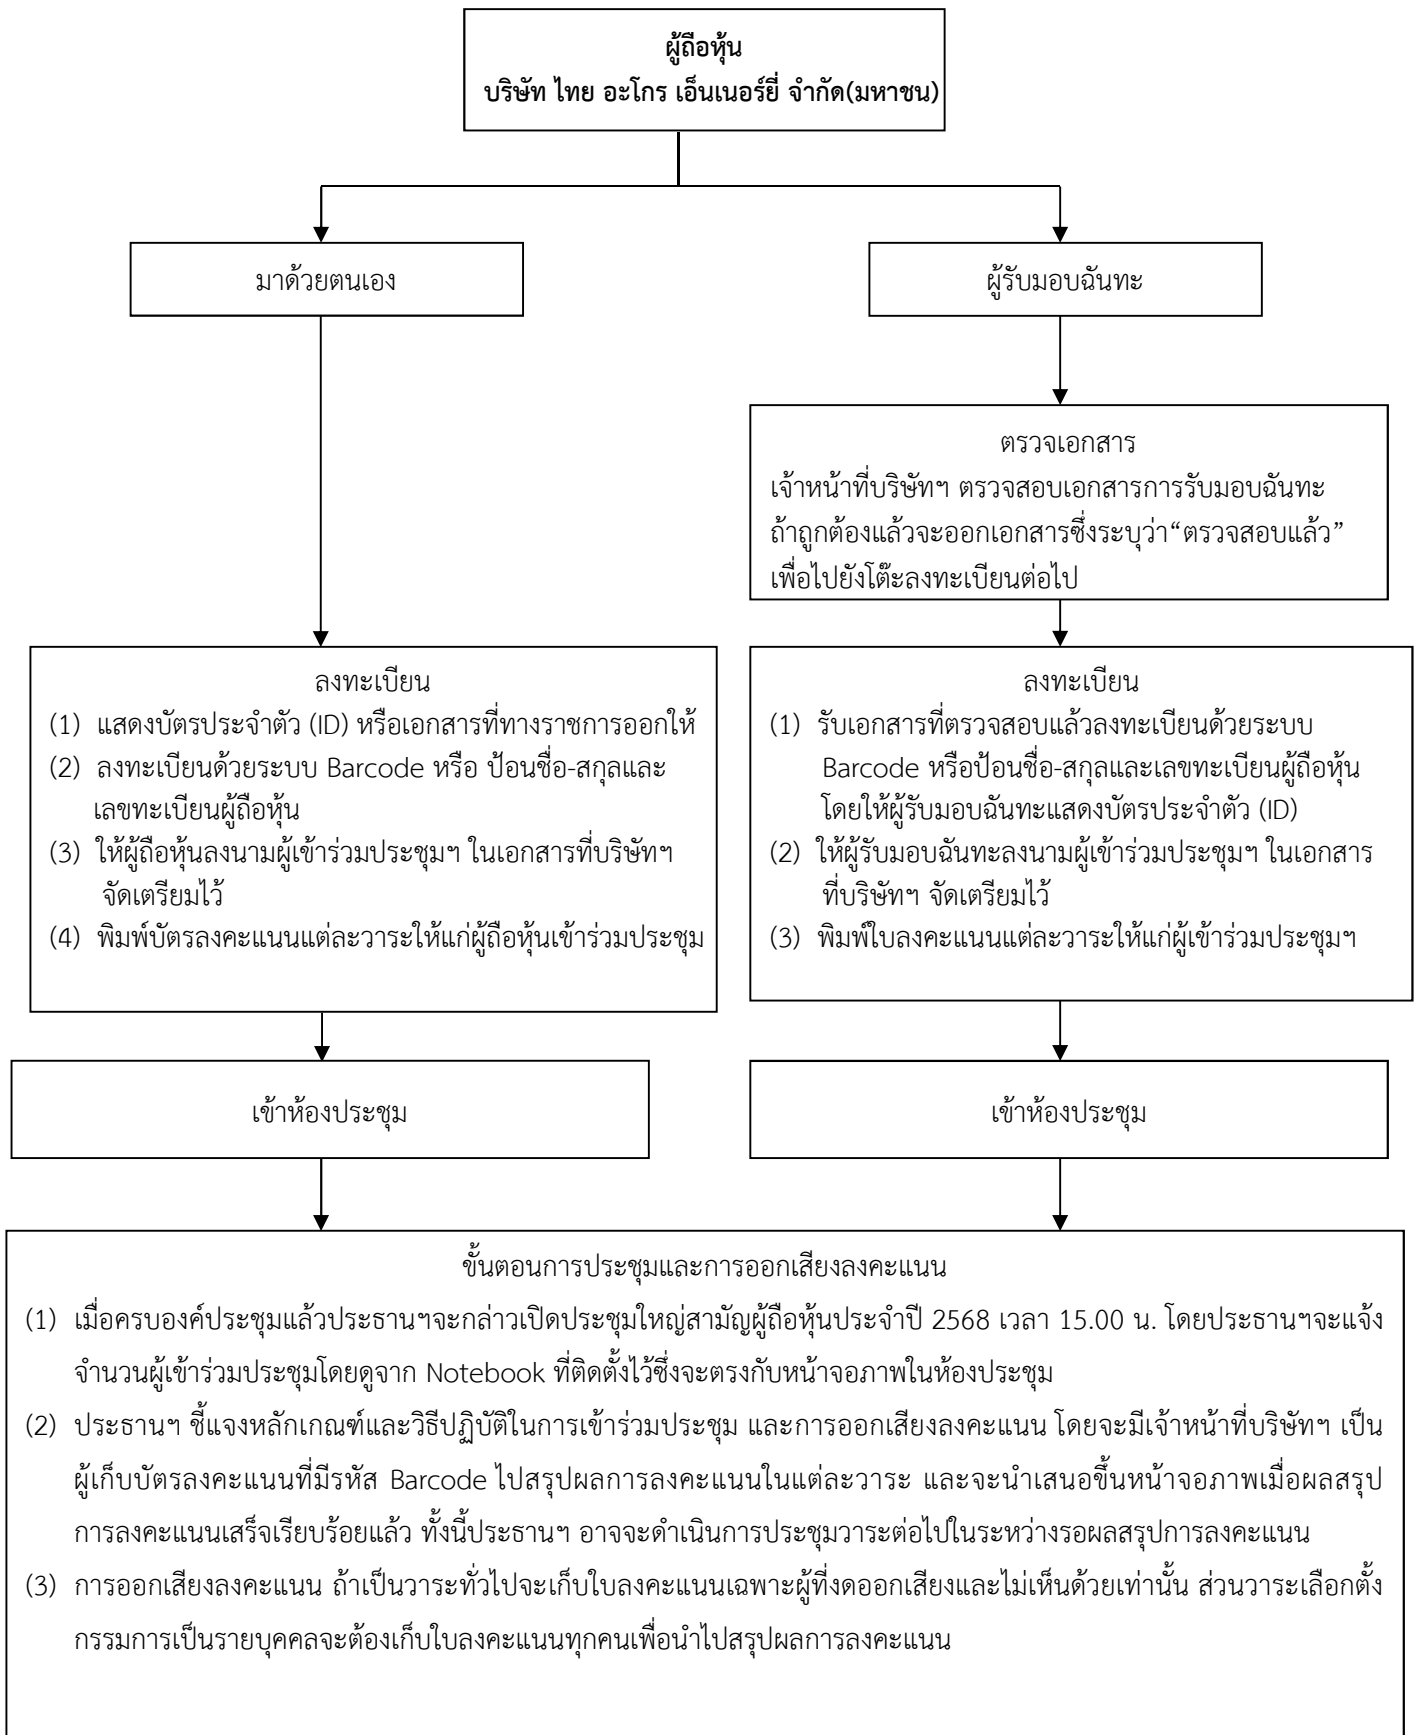 ผู้ถือหุ้น
บริษัท ไทย อะโกร เอ็นเนอร์ยี่ จำกัด(มหาชน)
มาด้วยตนเอง
ผู้รับมอบฉันทะ
ตรวจเอกสาร
เจ้าหน้าที่บริษัทฯ ตรวจสอบเอกสารการรับมอบฉันทะ
ถ้าถูกต้องแล้วจะออกเอกสารซึ่งระบุว่า“ตรวจสอบแล้ว”
เพื่อไปยังโต๊ะลงทะเบียนต่อไป
ลงทะเบียน
(1) แสดงบัตรประจำตัว (ID) หรือเอกสารที่ทางราชการออกให้
(2) ลงทะเบียนด้วยระบบ Barcode หรือ ป้อนชื่อ-สกุลและ
เลขทะเบียนผู้ถือหุ้น
(3) ให้ผู้ถือหุ้นลงนามผู้เข้าร่วมประชุมฯ ในเอกสารที่บริษัทฯ
จัดเตรียมไว้
(4) พิมพ์บัตรลงคะแนนแต่ละวาระให้แก่ผู้ถือหุ้นเข้าร่วมประชุม
ลงทะเบียน
(1) รับเอกสารที่ตรวจสอบแล้วลงทะเบียนด้วยระบบ
Barcode หรือป้อนชื่อ-สกุลและเลขทะเบียนผู้ถือหุ้น
โดยให้ผู้รับมอบฉันทะแสดงบัตรประจำตัว (ID)
(2) ให้ผู้รับมอบฉันทะลงนามผู้เข้าร่วมประชุมฯ ในเอกสาร
ที่บริษัทฯ จัดเตรียมไว้
(3) พิมพ์ใบลงคะแนนแต่ละวาระให้แก่ผู้เข้าร่วมประชุมฯ
เข้าห้องประชุม
เข้าห้องประชุม
ขั้นตอนการประชุมและการออกเสียงลงคะแนน
(1) เมื่อครบองค์ประชุมแล้วประธานฯจะกล่าวเปิดประชุมใหญ่สามัญผู้ถือหุ้นประจำปี 2568 เวลา 15.00 น. โดยประธานฯจะแจ้ง
จำนวนผู้เข้าร่วมประชุมโดยดูจาก Notebook ที่ติดตั้งไว้ซึ่งจะตรงกับหน้าจอภาพในห้องประชุม
(2) ประธานฯ ชี้แจงหลักเกณฑ์และวิธีปฏิบัติในการเข้าร่วมประชุม และการออกเสียงลงคะแนน โดยจะมีเจ้าหน้าที่บริษัทฯ เป็น
ผู้เก็บบัตรลงคะแนนที่มีรหัส Barcode ไปสรุปผลการลงคะแนนในแต่ละวาระ และจะนำเสนอขึ้นหน้าจอภาพเมื่อผลสรุป
การลงคะแนนเสร็จเรียบร้อยแล้ว ทั้งนี้ประธานฯ อาจจะดำเนินการประชุมวาระต่อไปในระหว่างรอผลสรุปการลงคะแนน
(3) การออกเสียงลงคะแนน ถ้าเป็นวาระทั่วไปจะเก็บใบลงคะแนนเฉพาะผู้ที่งดออกเสียงและไม่เห็นด้วยเท่านั้น ส่วนวาระเลือกตั้ง
กรรมการเป็นรายบุคคลจะต้องเก็บใบลงคะแนนทุกคนเพื่อนำไปสรุปผลการลงคะแนน